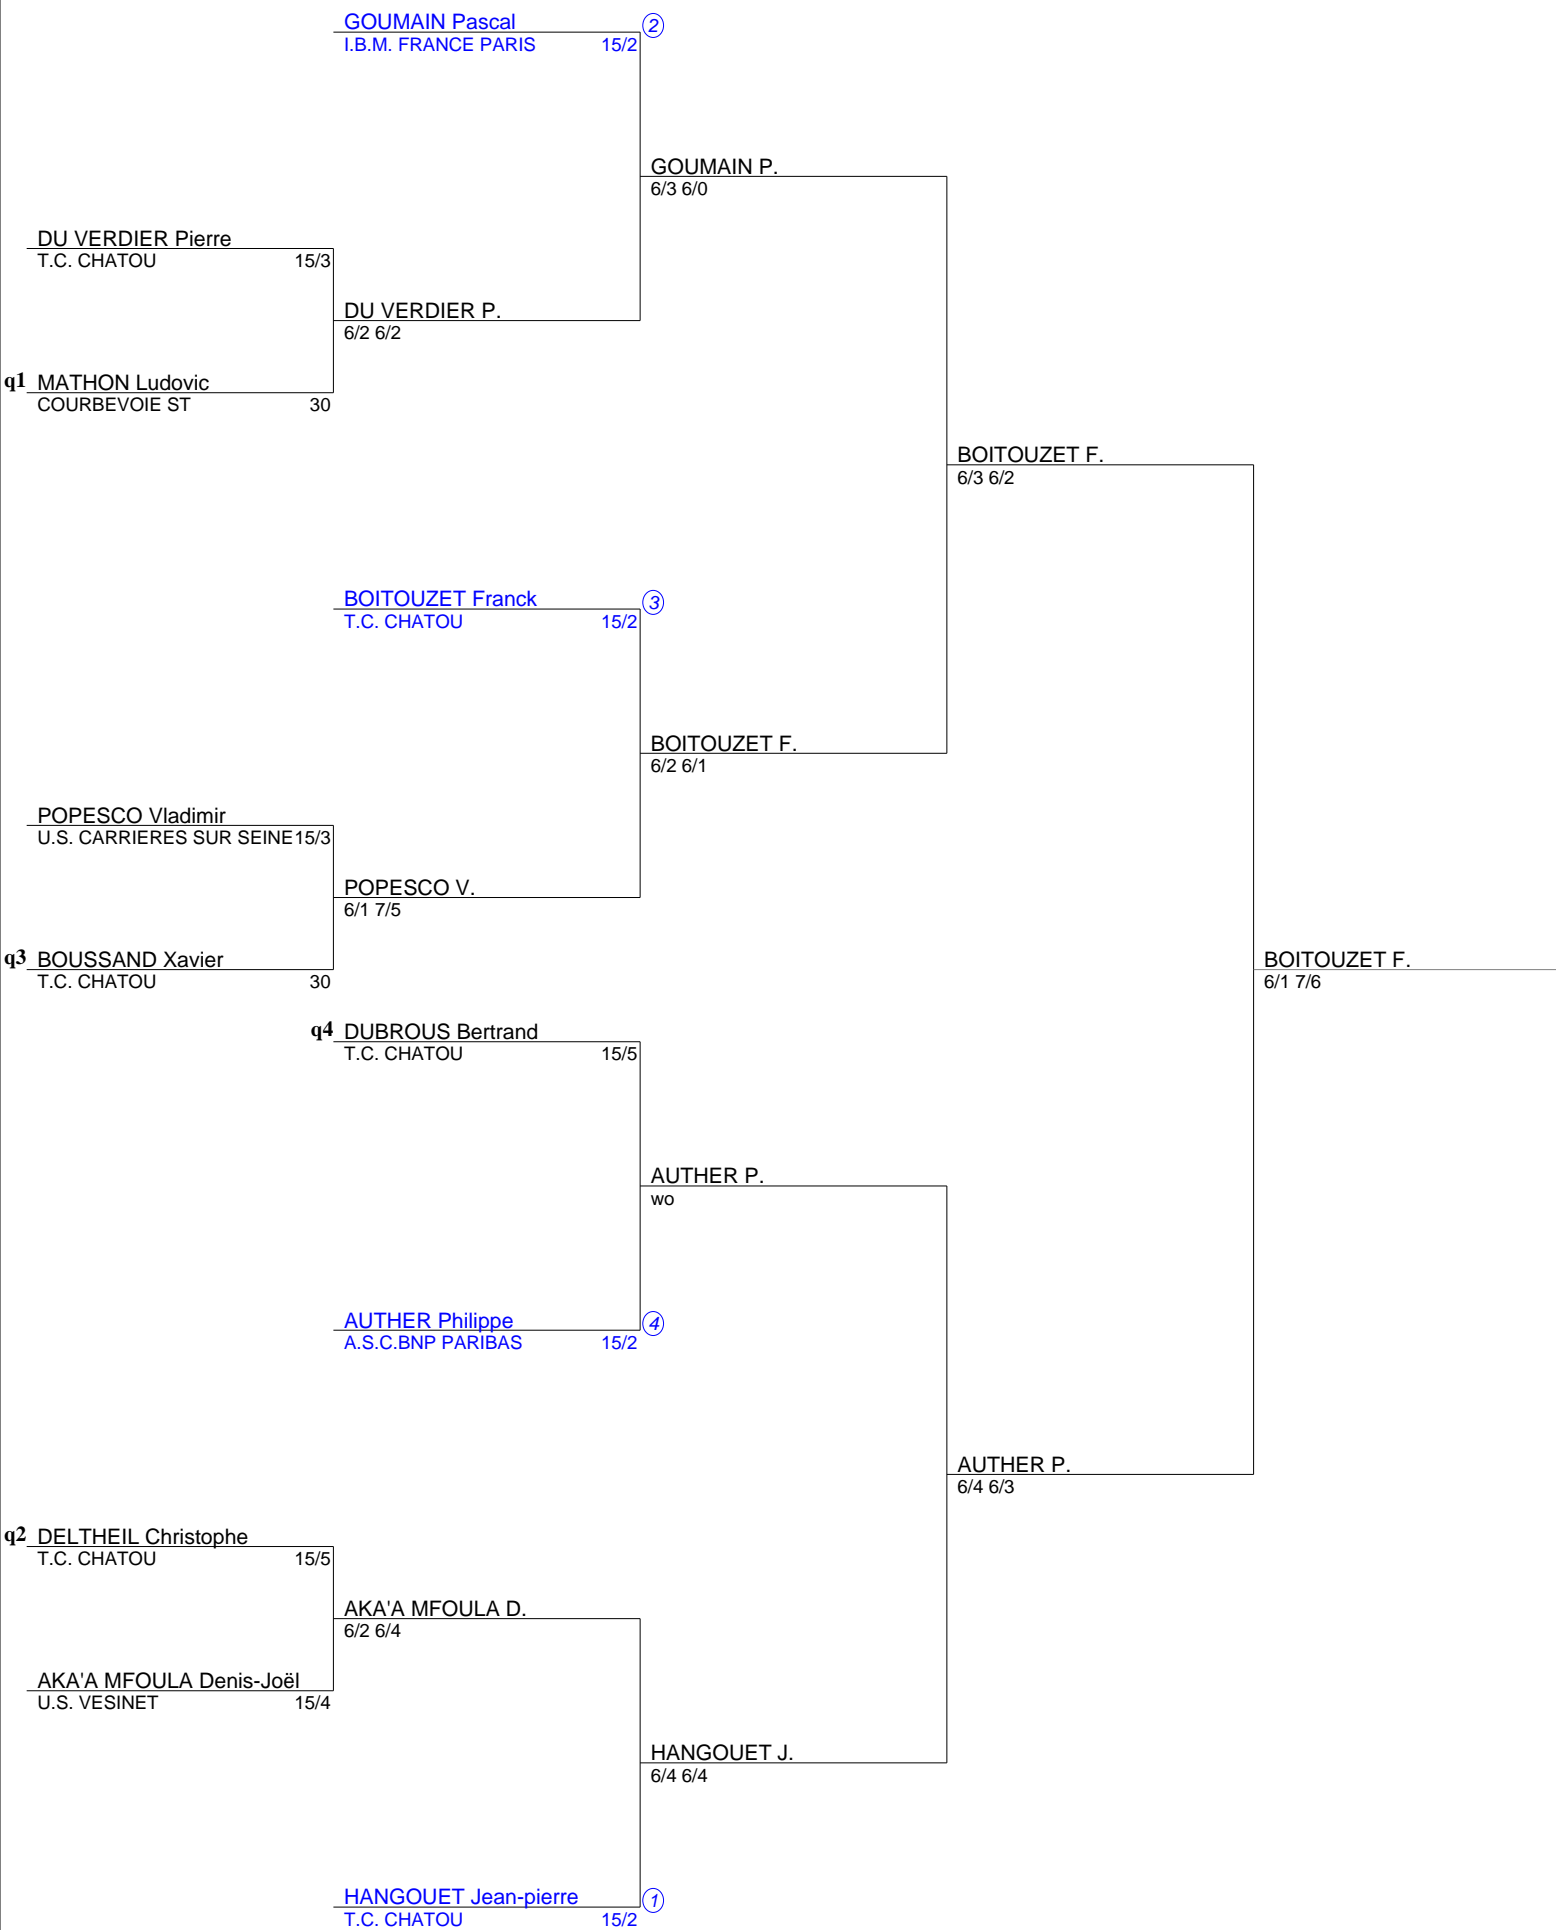 GOUMAIN Pascal 2
I.B.M. FRANCE PARIS 15/2
GOUMAIN P.
6/3 6/0
DU VERDIER Pierre
T.C. CHATOU 15/3
DU VERDIER P.
6/2 6/2
q1 MATHON Ludovic
COURBEVOIE ST 30
BOITOUZET F.
6/3 6/2
BOITOUZET Franck 3
T.C. CHATOU 15/2
BOITOUZET F.
6/2 6/1
POPESCO Vladimir
U.S. CARRIERES SUR SEINE 15/3
POPESCO V.
6/1 7/5
q3 BOUSSAND Xavier
T.C. CHATOU 30
BOITOUZET F.
6/1 7/6
q4 DUBROUS Bertrand
T.C. CHATOU 15/5
AUTHER P.
wo
AUTHER Philippe 4
A.S.C.BNP PARIBAS 15/2
AUTHER P.
6/4 6/3
q2 DELTHEIL Christophe
T.C. CHATOU 15/5
AKA'A MFOULA D.
6/2 6/4
AKA'A MFOULA Denis-Joël
U.S. VESINET 15/4
HANGOUET J.
6/4 6/4
HANGOUET Jean-pierre 1
T.C. CHATOU 15/2